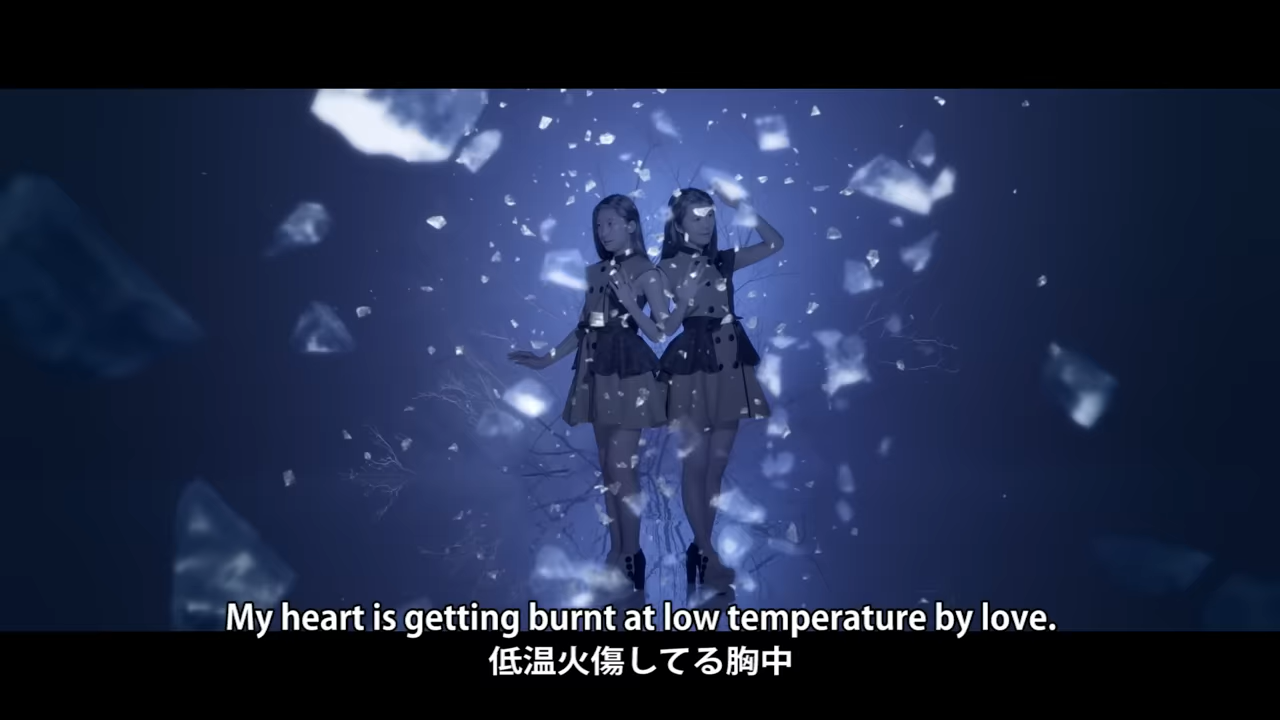 My heart is getting burnt at low temperature by love.
低温火傷してる胸中